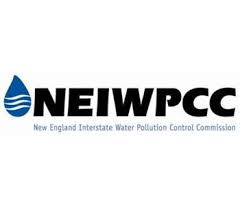 NEIWPCC
New England Interstate Water Pollution Control Commission